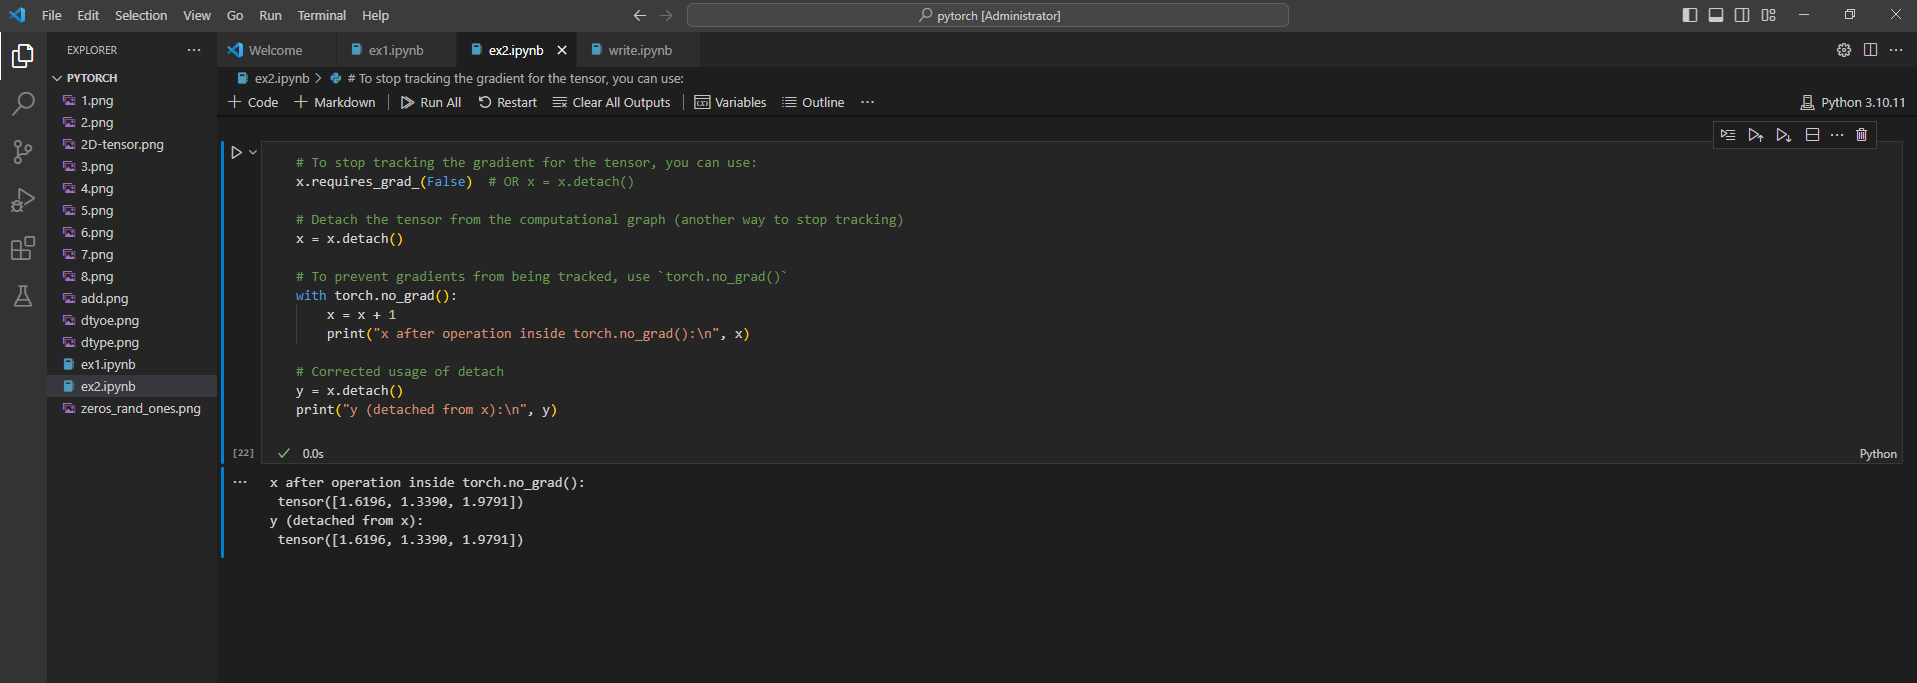 File Edit Selection View Go Run Terminal Help
pytorch [Administrator]
EXPLORER
PYTORCH
1.png
2.png
2D-tensor.png
3.png
4.png
5.png
6.png
7.png
8.png
add.png
dtyoe.png
dtype.png
ex1.ipynb
ex2.ipynb
zeros_rand_ones.png
Welcome ex1.ipynb ex2.ipynb write.ipynb
ex2.ipynb > # To stop tracking the gradient for the tensor, you can use:
+ Code + Markdown | Run All Restart Clear All Outputs | Variables Outline ...
Python 3.10.11
# To stop tracking the gradient for the tensor, you can use:
x.requires_grad_(False)  # OR x = x.detach()
# Detach the tensor from the computational graph (another way to stop tracking)
x = x.detach()
# To prevent gradients from being tracked, use `torch.no_grad()`
with torch.no_grad():
    x = x + 1
    print("x after operation inside torch.no_grad():\n", x)
# Corrected usage of detach
y = x.detach()
print("y (detached from x):\n", y)
[22] ✓ 0.0s
Python
x after operation inside torch.no_grad():
 tensor([1.6196, 1.3390, 1.9791])
y (detached from x):
 tensor([1.6196, 1.3390, 1.9791])